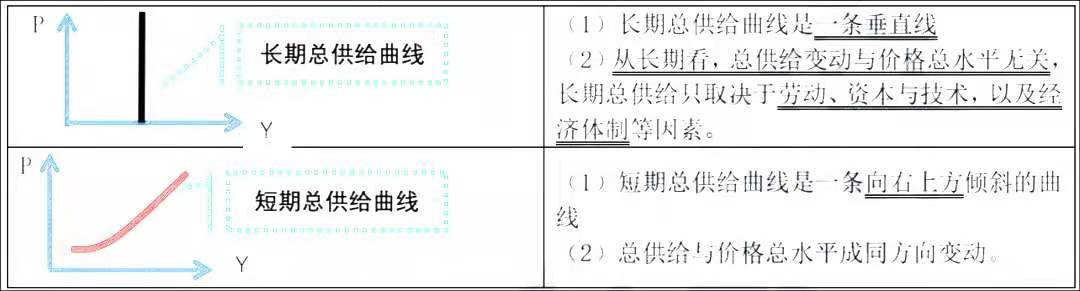 P
长期总供给曲线
Y
（1）长期总供给曲线是一条垂直线
（2）从长期看，总供给变动与价格总水平无关，
长期总供给只取决于劳动、资本与技术，以及经
济体制等因素。
P
短期总供给曲线
Y
（1）短期总供给曲线是一条向右上方倾斜的曲
线
（2）总供给与价格总水平成同方向变动。